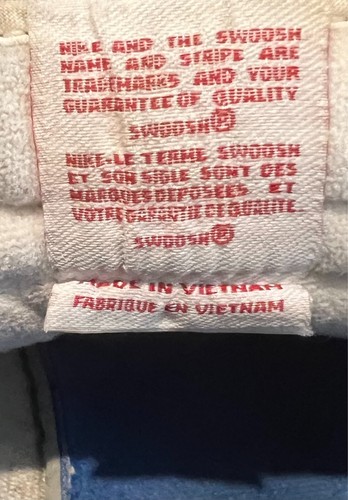 NIKE AND THE SWOOSH
NAME AND STRIPE ARE
TRADEMARKS AND YOUR
GUARANTEE OF QUALITY
SWOOSH®
NIKE-LE TERME SWOOSH
ET SON SIGLE SONT DES
MARQUES DEPOSEES ET
VOTRE GARANTIE DE QUALITE.
SWOOSH®
MADE IN VIETNAM
FABRIQUE EN VIETNAM